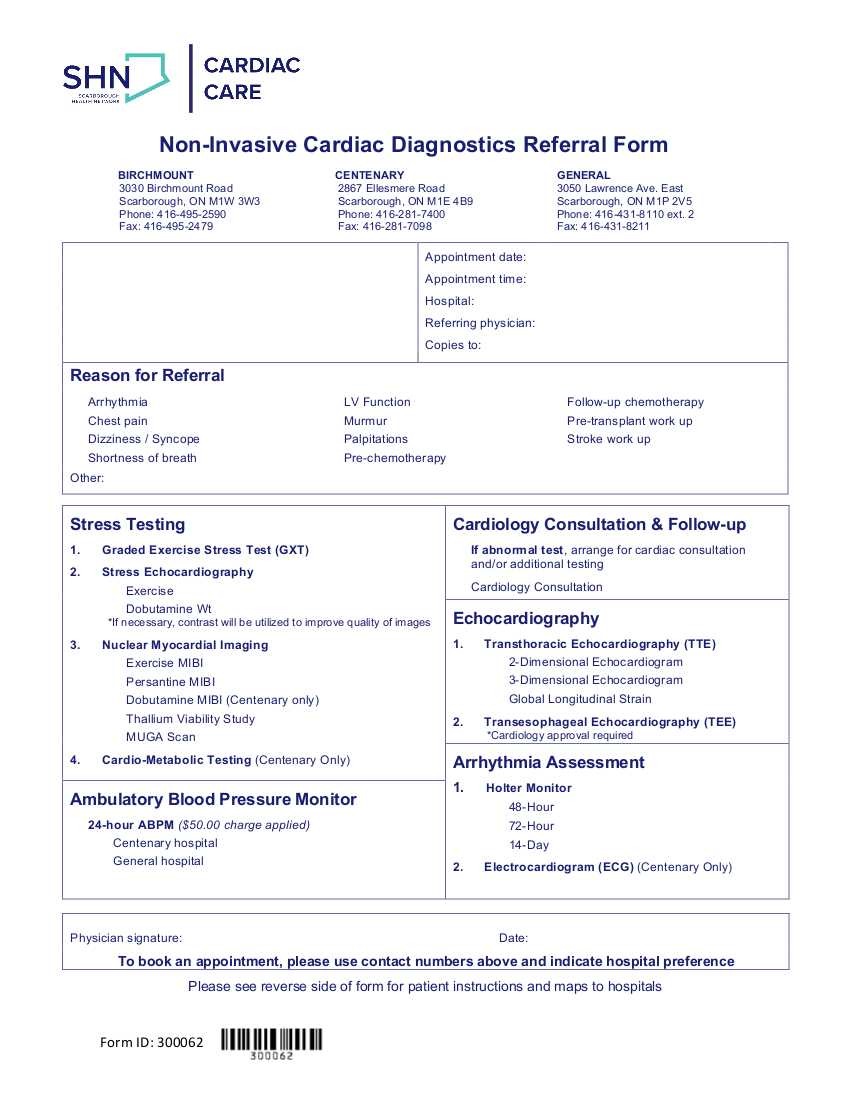 SHN
SCARBOROUGH
HEALTH NETWORK
CARDIAC
CARE
Non-Invasive Cardiac Diagnostics Referral Form
BIRCHMOUNT
3030 Birchmount Road
Scarborough, ON M1W 3W3
Phone: 416-495-2590
Fax: 416-495-2479
CENTENARY
2867 Ellesmere Road
Scarborough, ON M1E 4B9
Phone: 416-281-7400
Fax: 416-281-7098
GENERAL
3050 Lawrence Ave. East
Scarborough, ON M1P 2V5
Phone: 416-431-8110 ext. 2
Fax: 416-431-8211
Appointment date:
Appointment time:
Hospital:
Referring physician:
Copies to:
Reason for Referral
Arrhythmia
Chest pain
Dizziness / Syncope
Shortness of breath
LV Function
Murmur
Palpitations
Pre-chemotherapy
Follow-up chemotherapy
Pre-transplant work up
Stroke work up
Other:
Stress Testing
1. Graded Exercise Stress Test (GXT)
2. Stress Echocardiography
Exercise
Dobutamine Wt
*If necessary, contrast will be utilized to improve quality of images
3. Nuclear Myocardial Imaging
Exercise MIBI
Persantine MIBI
Dobutamine MIBI (Centenary only)
Thallium Viability Study
MUGA Scan
4. Cardio-Metabolic Testing (Centenary Only)
Ambulatory Blood Pressure Monitor
24-hour ABPM ($50.00 charge applied)
Centenary hospital
General hospital
Cardiology Consultation & Follow-up
If abnormal test, arrange for cardiac consultation
and/or additional testing
Cardiology Consultation
Echocardiography
1. Transthoracic Echocardiography (TTE)
2-Dimensional Echocardiogram
3-Dimensional Echocardiogram
Global Longitudinal Strain
2. Transesophageal Echocardiography (TEE)
*Cardiology approval required
Arrhythmia Assessment
1. Holter Monitor
48-Hour
72-Hour
14-Day
2. Electrocardiogram (ECG) (Centenary Only)
Physician signature: Date:
To book an appointment, please use contact numbers above and indicate hospital preference
Please see reverse side of form for patient instructions and maps to hospitals
Form ID: 300062
300062